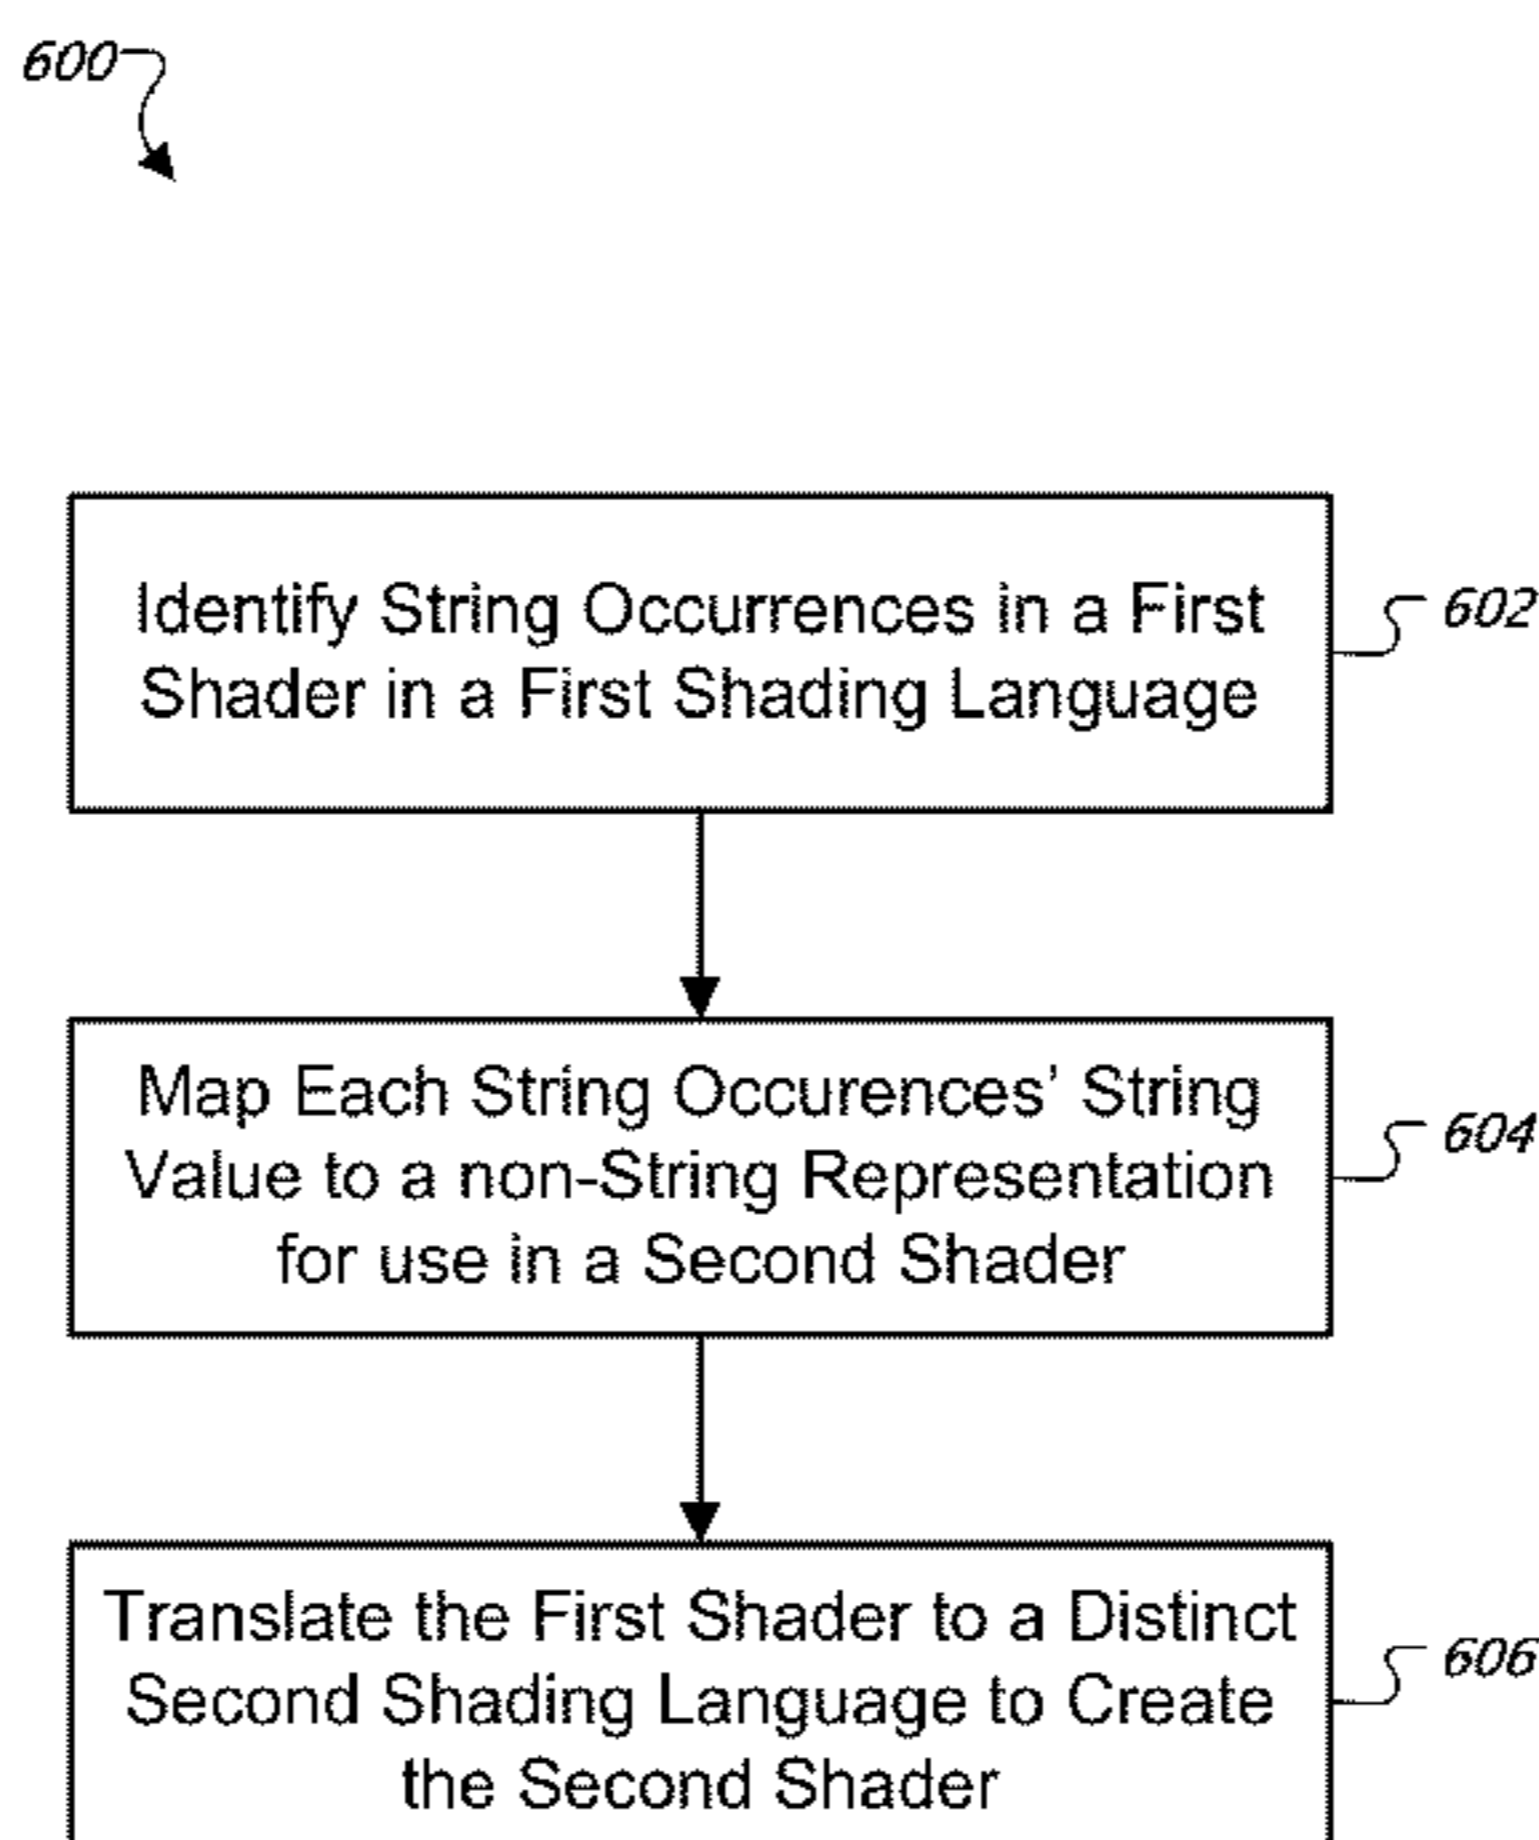 600
Identify String Occurrences in a First
Shader in a First Shading Language
602
Map Each String Occurences’ String
Value to a non-String Representation
for use in a Second Shader
604
Translate the First Shader to a Distinct
Second Shading Language to Create
the Second Shader
606